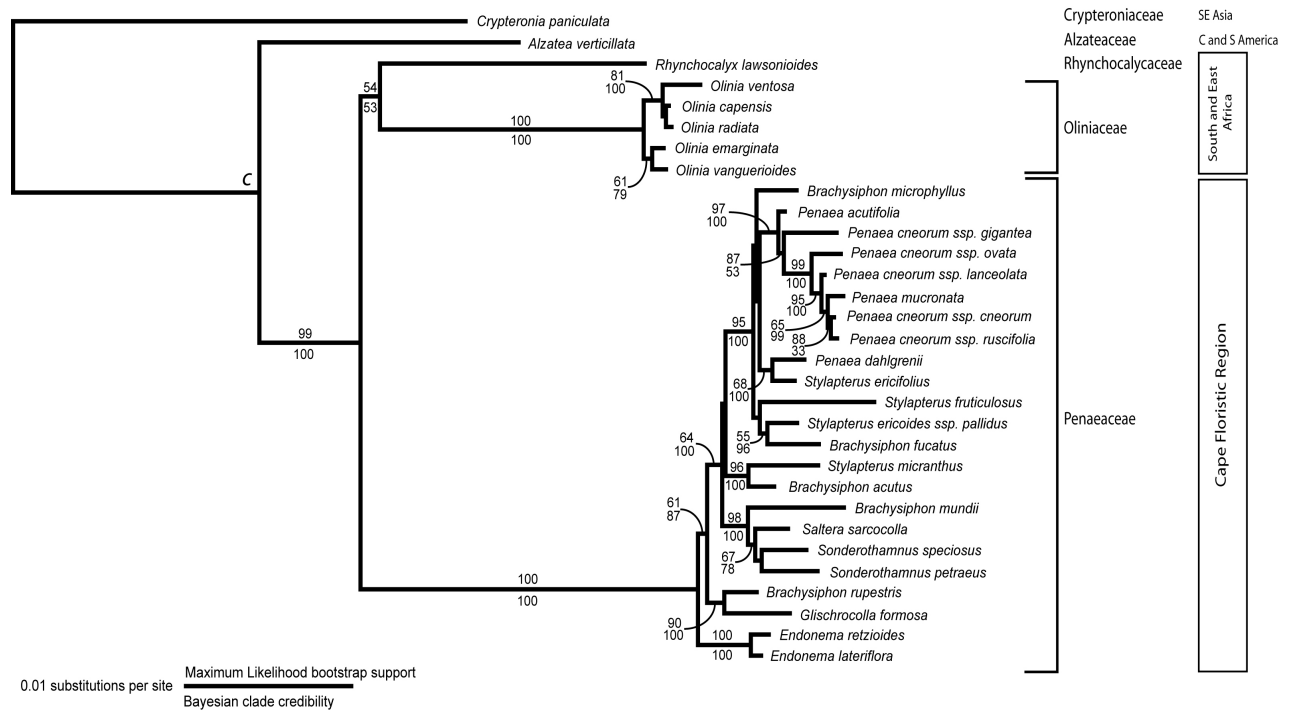 Crypteronia paniculata
Crypteroniaceae
SE Asia
Alzatea verticillata
Alzateaceae
C and S America
Rhynchocalyx lawsonioides
Rhynchocalycaceae
81
100
Olinia ventosa
54
53
Olinia capensis
100
100
Olinia radiata
Oliniaceae
South and East
Africa
Olinia emarginata
61
79
Olinia vanguerioides
C
Brachysiphon microphyllus
97
100
Penaea acutifolia
Penaea cneorum ssp. gigantea
87
53
Penaea cneorum ssp. ovata
99
100
Penaea cneorum ssp. lanceolata
95
100
Penaea mucronata
65
99
Penaea cneorum ssp. cneorum
88
33
Penaea cneorum ssp. ruscifolia
99
100
95
100
Penaea dahlgrenii
68
100
Stylapterus ericifolius
Stylapterus fruticulosus
Stylapterus ericoides ssp. pallidus
Penaeaceae
Cape Floristic Region
55
96
Brachysiphon fucatus
64
100
Stylapterus micranthus
96
100
Brachysiphon acutus
61
87
Brachysiphon mundii
98
100
Saltera sarcocolla
67
78
Sonderothamnus speciosus
Sonderothamnus petraeus
100
100
Brachysiphon rupestris
90
100
Glischrocolla formosa
100
100
Endonema retzioides
Endonema lateriflora
Maximum Likelihood bootstrap support
0.01 substitutions per site
Bayesian clade credibility